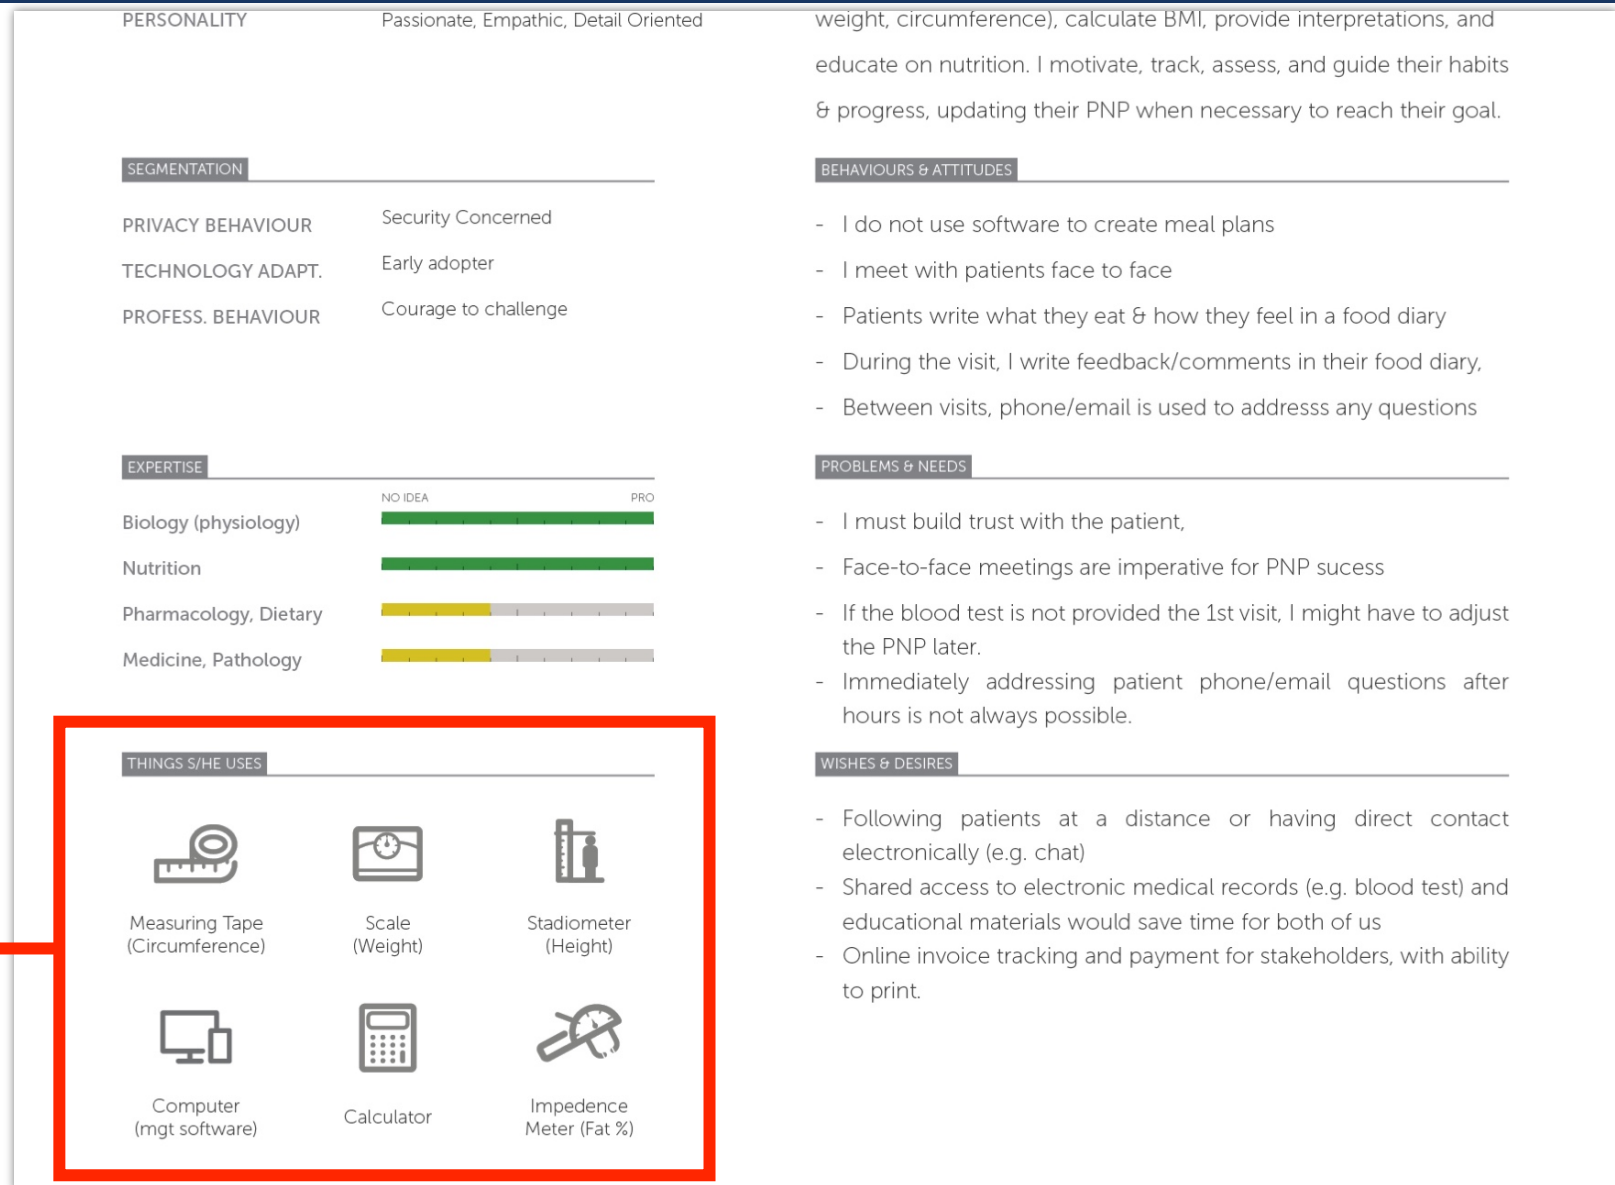 PERSONALITY
Passionate, Empathic, Detail Oriented
SEGMENTATION
PRIVACY BEHAVIOUR
Security Concerned
TECHNOLOGY ADAPT.
Early adopter
PROFESS. BEHAVIOUR
Courage to challenge
EXPERTISE
NO IDEA
PRO
Biology (physiology)
Nutrition
Pharmacology, Dietary
Medicine, Pathology
THINGS S/HE USES
Measuring Tape
(Circumference)
Scale
(Weight)
Stadiometer
(Height)
Computer
(mgt software)
Calculator
Impedence
Meter (Fat %)
weight, circumference), calculate BMI, provide interpretations, and
educate on nutrition. I motivate, track, assess, and guide their habits
& progress, updating their PNP when necessary to reach their goal.
BEHAVIOURS & ATTITUDES
- I do not use software to create meal plans
- I meet with patients face to face
- Patients write what they eat & how they feel in a food diary
- During the visit, I write feedback/comments in their food diary,
- Between visits, phone/email is used to addresss any questions
PROBLEMS & NEEDS
- I must build trust with the patient,
- Face-to-face meetings are imperative for PNP sucess
- If the blood test is not provided the 1st visit, I might have to adjust
the PNP later.
- Immediately addressing patient phone/email questions after
hours is not always possible.
WISHES & DESIRES
- Following patients at a distance or having direct contact
electronically (e.g. chat)
- Shared access to electronic medical records (e.g. blood test) and
educational materials would save time for both of us
- Online invoice tracking and payment for stakeholders, with ability
to print.